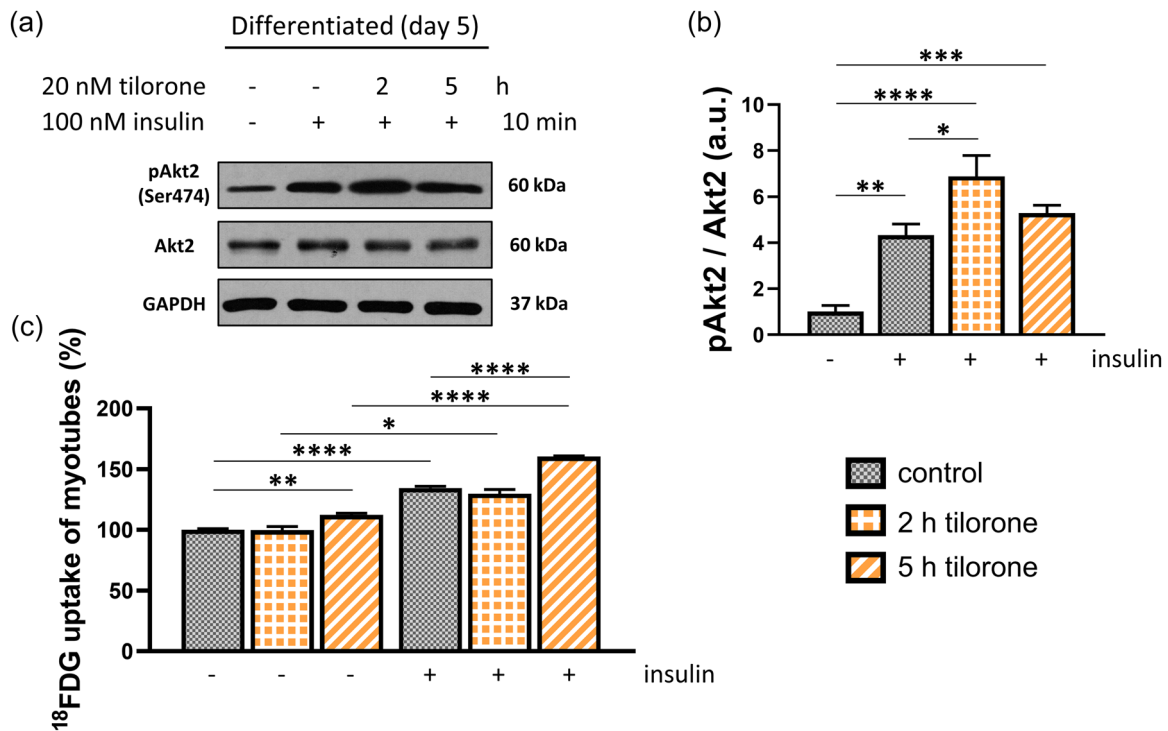 (a)
Differentiated (day 5)
20 nM tilorone - - 2 5 h
100 nM insulin - + + + 10 min
pAkt2
(Ser474)
60 kDa
Akt2 60 kDa
GAPDH 37 kDa
(b)
pAkt2 / Akt2 (a.u.)
10
8
6
4
2
0
***
****
*
**
- + + + insulin
(c)
¹⁸FDG uptake of myotubes (%)
200
150
100
50
0
****
****
*
****
**
- - - + + + insulin
control
2 h tilorone
5 h tilorone